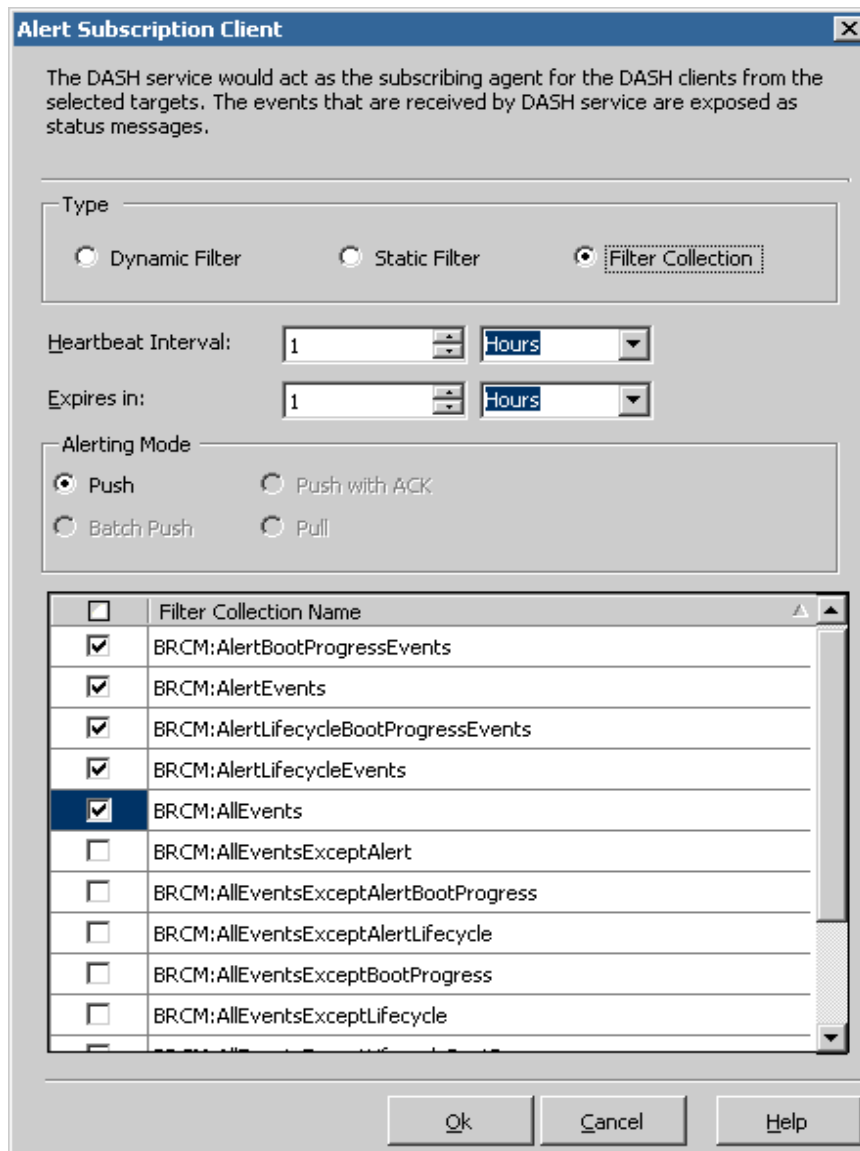 Alert Subscription Client
The DASH service would act as the subscribing agent for the DASH clients from the
selected targets. The events that are received by DASH service are exposed as
status messages.
Type
Dynamic Filter Static Filter Filter Collection
Heartbeat Interval: 1 Hours
Expires in: 1 Hours
Alerting Mode
Push Push with ACK
Batch Push Pull
Filter Collection Name
BRCM:AlertBootProgressEvents
BRCM:AlertEvents
BRCM:AlertLifecycleBootProgressEvents
BRCM:AlertLifecycleEvents
BRCM:AllEvents
BRCM:AllEventsExceptAlert
BRCM:AllEventsExceptAlertBootProgress
BRCM:AllEventsExceptAlertLifecycle
BRCM:AllEventsExceptBootProgress
BRCM:AllEventsExceptLifecycle
Ok Cancel Help